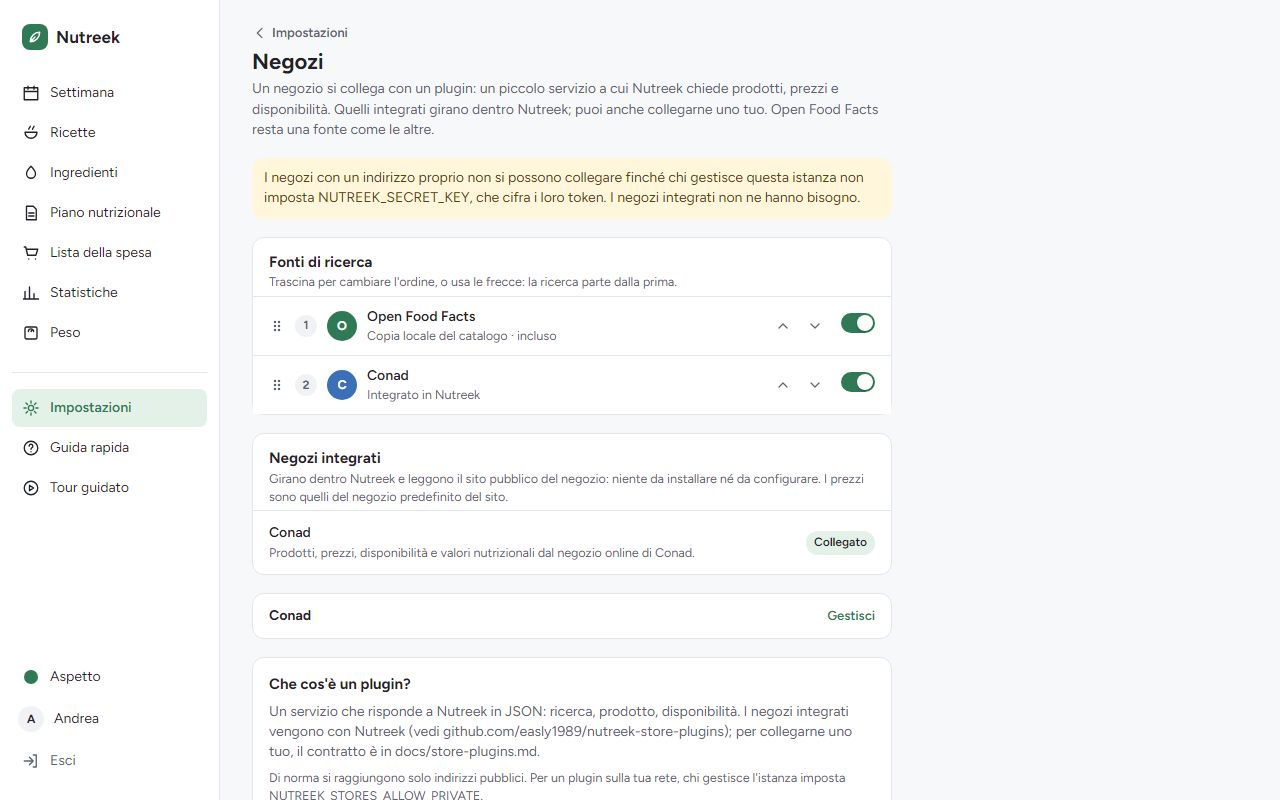 Nutreek
Settimana
Ricette
Ingredienti
Piano nutrizionale
Lista della spesa
Statistiche
Peso
Impostazioni
Guida rapida
Tour guidato
Aspetto
A
Andrea
Esci
Impostazioni
Negozi
Un negozio si collega con un plugin: un piccolo servizio a cui Nutreek chiede prodotti, prezzi e
disponibilità. Quelli integrati girano dentro Nutreek; puoi anche collegarne uno tuo. Open Food Facts
resta una fonte come le altre.
I negozi con un indirizzo proprio non si possono collegare finché chi gestisce questa istanza non
imposta NUTREEK_SECRET_KEY, che cifra i loro token. I negozi integrati non ne hanno bisogno.
Fonti di ricerca
Trascina per cambiare l'ordine, o usa le frecce: la ricerca parte dalla prima.
1
O
Open Food Facts
Copia locale del catalogo · incluso
2
C
Conad
Integrato in Nutreek
Negozi integrati
Girano dentro Nutreek e leggono il sito pubblico del negozio: niente da installare né da configurare. I prezzi
sono quelli del negozio predefinito del sito.
Conad
Prodotti, prezzi, disponibilità e valori nutrizionali dal negozio online di Conad.
Collegato
Conad
Gestisci
Che cos'è un plugin?
Un servizio che risponde a Nutreek in JSON: ricerca, prodotto, disponibilità. I negozi integrati
vengono con Nutreek (vedi github.com/easly1989/nutreek-store-plugins); per collegarne uno
tuo, il contratto è in docs/store-plugins.md.
Di norma si raggiungono solo indirizzi pubblici. Per un plugin sulla tua rete, chi gestisce l'istanza imposta
NUTREEK_STORES_ALLOW_PRIVATE.